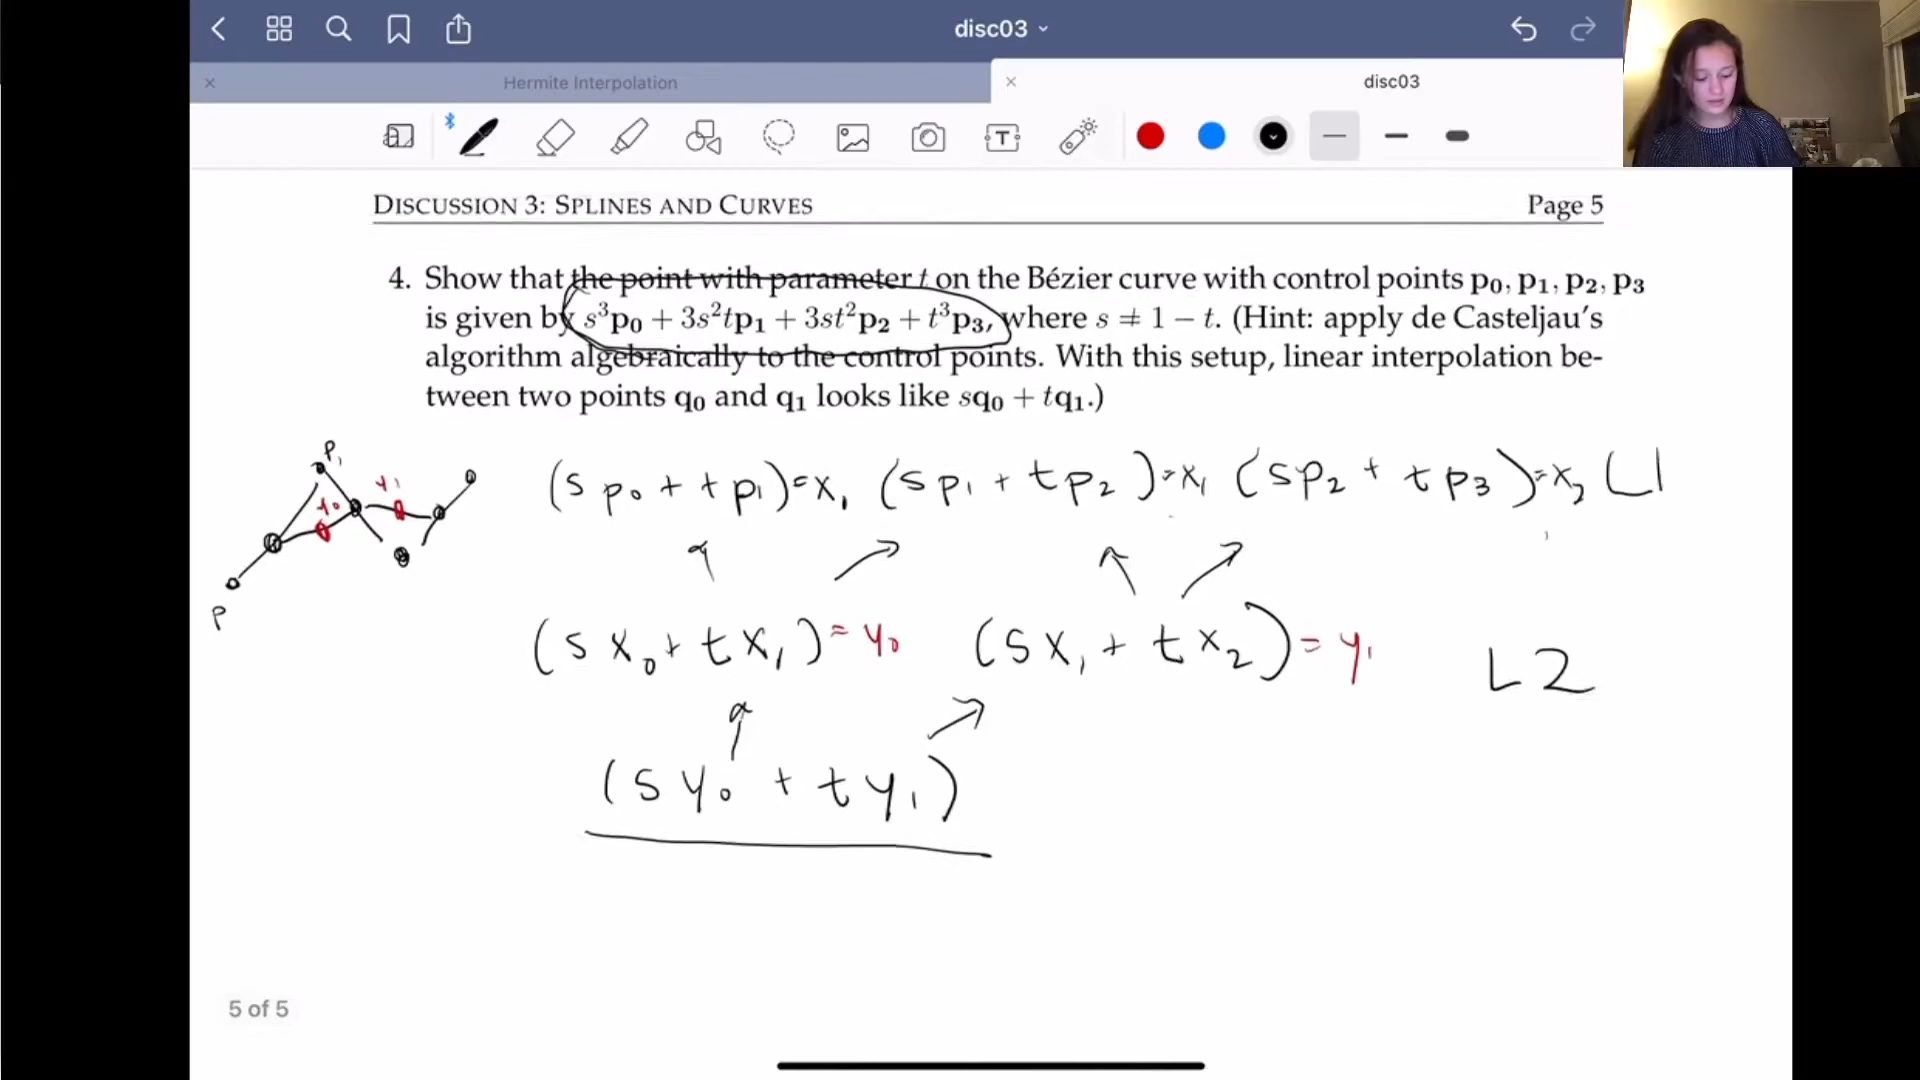 disc03
Hermite Interpolation
disc03
DISCUSSION 3: SPLINES AND CURVES Page 5
4. Show that the point with parameter t on the Bézier curve with control points p₀, p₁, p₂, p₃
is given by s³p₀ + 3s²tp₁ + 3st²p₂ + t³p₃, where s = 1 − t. (Hint: apply de Casteljau's
algorithm algebraically to the control points. With this setup, linear interpolation be-
tween two points q₀ and q₁ looks like sq₀ + tq₁.)
P₁
y₁
y₀
P
(s p₀ + t p₁) = x₁ (s p₁ + t p₂) = x₁ (s p₂ + t p₃) = x₂ L1
(s x₀ + t x₁) = y₀ (s x₁ + t x₂) = y₁ L2
(s y₀ + t y₁)
5 of 5